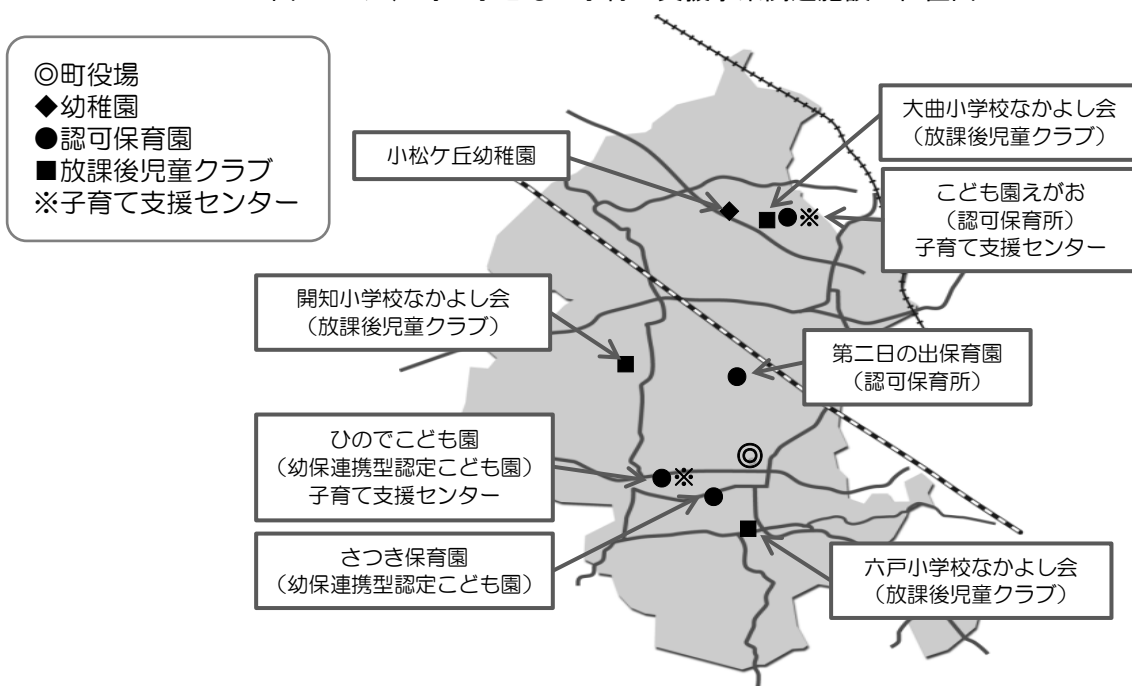 ◎町役場
◆幼稚園
●認可保育園
■放課後児童クラブ
※子育て支援センター
小松ケ丘幼稚園
大曲小学校なかよし会
（放課後児童クラブ）
こども園えがお
（認可保育所）
子育て支援センター
開知小学校なかよし会
（放課後児童クラブ）
第二日の出保育園
（認可保育所）
ひのでこども園
（幼保連携型認定こども園）
子育て支援センター
さつき保育園
（幼保連携型認定こども園）
六戸小学校なかよし会
（放課後児童クラブ）